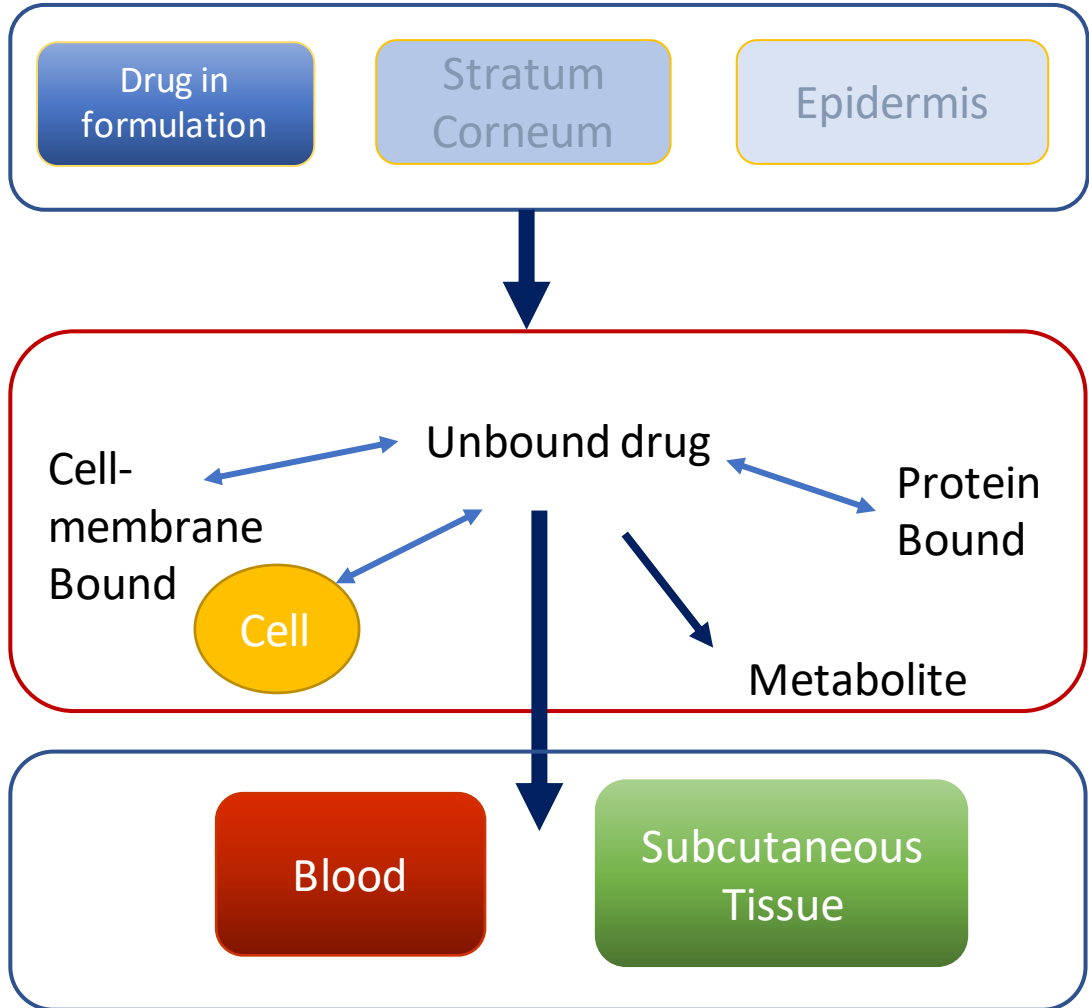 Drug in
formulation
Stratum
Corneum
Epidermis
Unbound drug
Cell-
membrane
Bound
Protein
Bound
Cell
Metabolite
Blood
Subcutaneous
Tissue